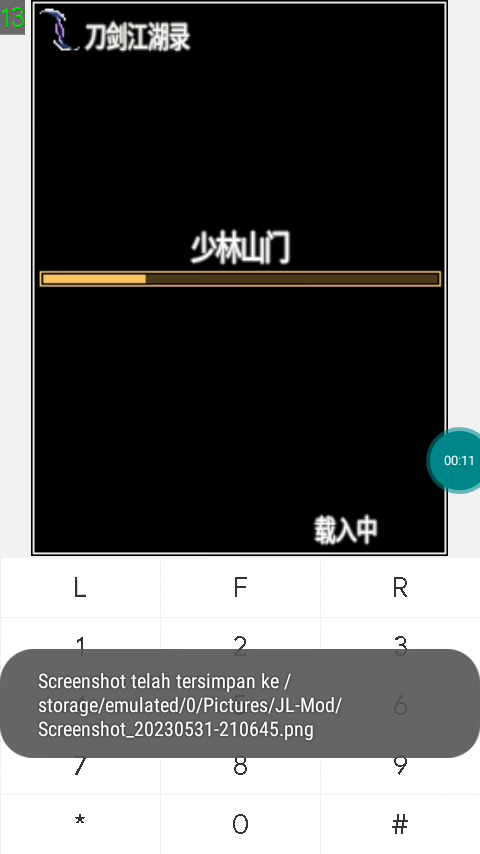 13
刀剑江湖录
少林山门
00:11
载入中
L F R
1 2 3
Screenshot telah tersimpan ke /
storage/emulated/0/Pictures/JL-Mod/
Screenshot_20230531-210645.png
6
7 8 9
* 0 #